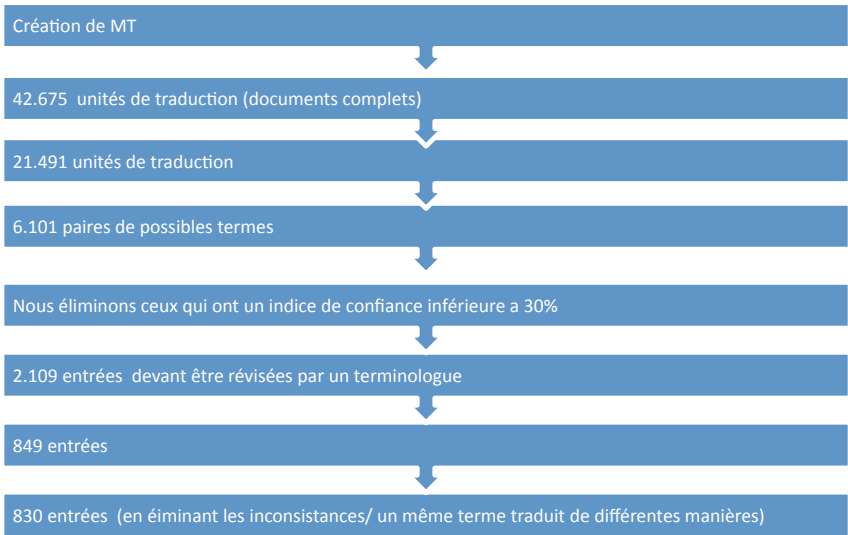 Création de MT
42.675 unités de traduction (documents complets)
21.491 unités de traduction
6.101 paires de possibles termes
Nous éliminons ceux qui ont un indice de confiance inférieure a 30%
2.109 entrées devant être révisées par un terminologue
849 entrées
830 entrées (en éiminant les inconsistances/ un même terme traduit de différentes manières)